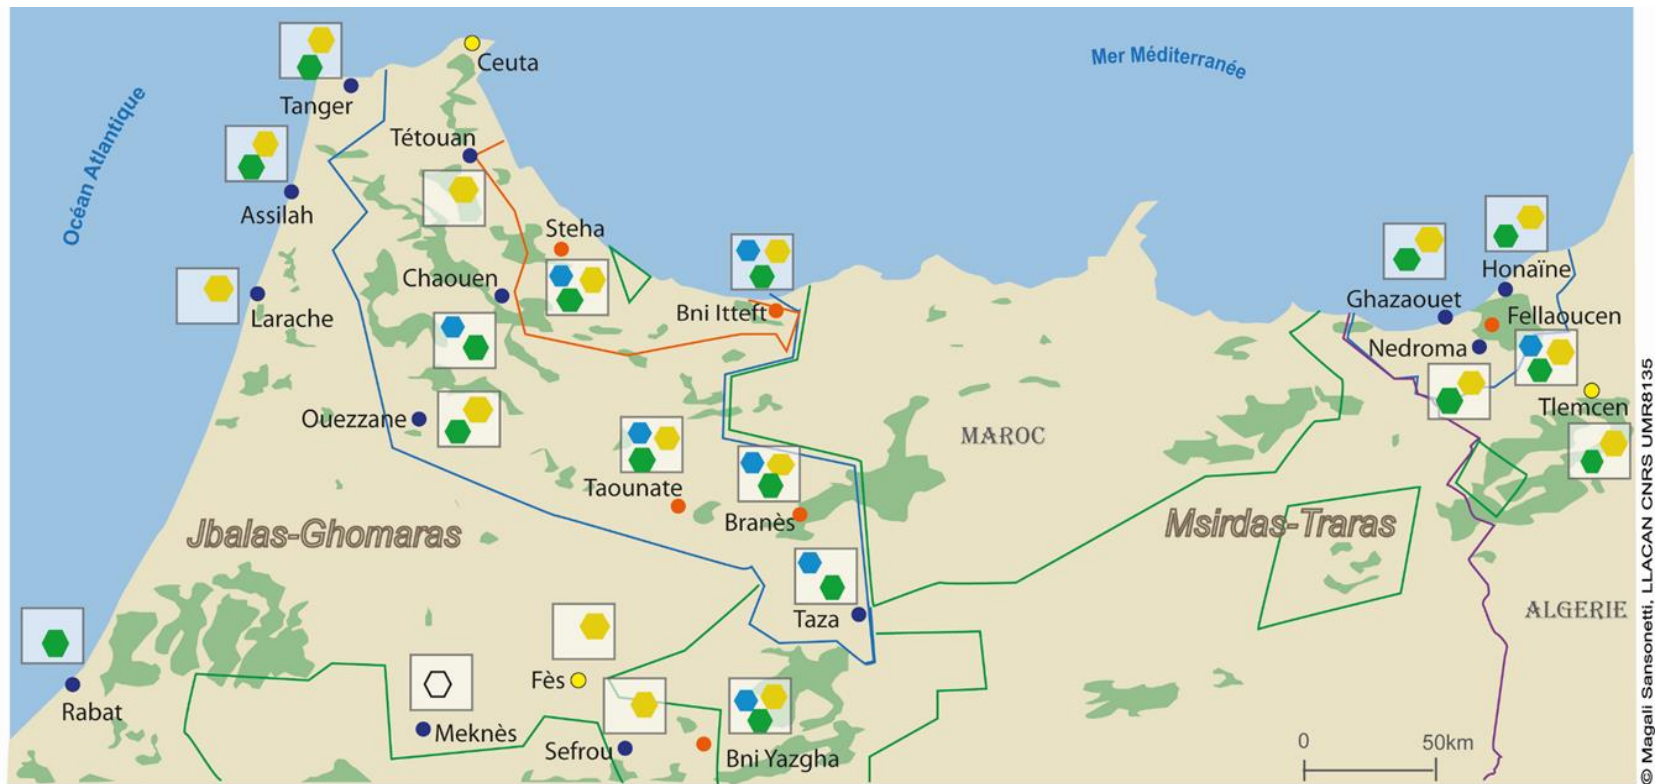 Océan Atlantique
Mer Méditerranée
Ceuta
Tanger
Tétouan
Assilah
Steha
Chaouen
Larache
Bni Itteft
Honaïne
Ghazaouet
Fellaoucen
Nedroma
Tlemcen
Ouezzane
MAROC
Taounate
Branès
Jbalas-Ghomaras
Msirdas-Traras
Taza
ALGERIE
Fès
Rabat
Meknès
Sefrou
Bni Yazgha
0 50km
© Magali Sansonetti, LLACAN CNRS UMR8135